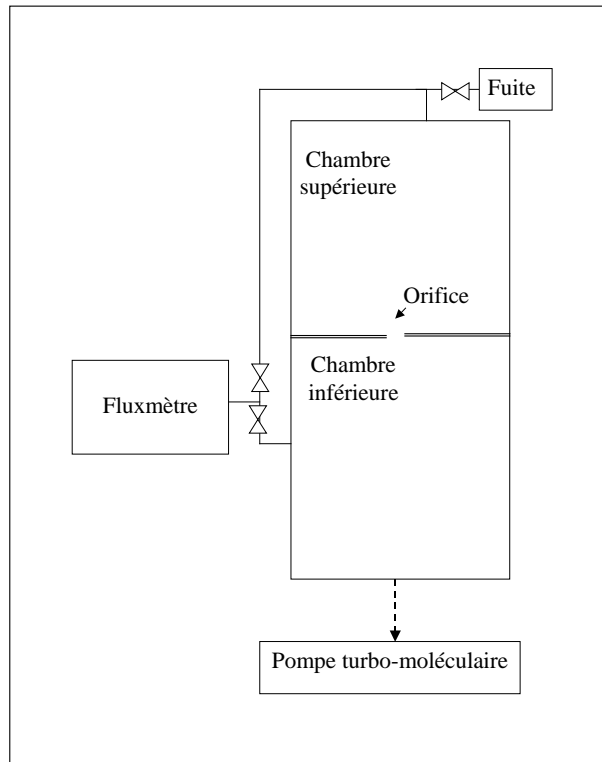 Fuite
Chambre
supérieure
Orifice
Chambre
inférieure
Fluxmètre
Pompe turbo-moléculaire